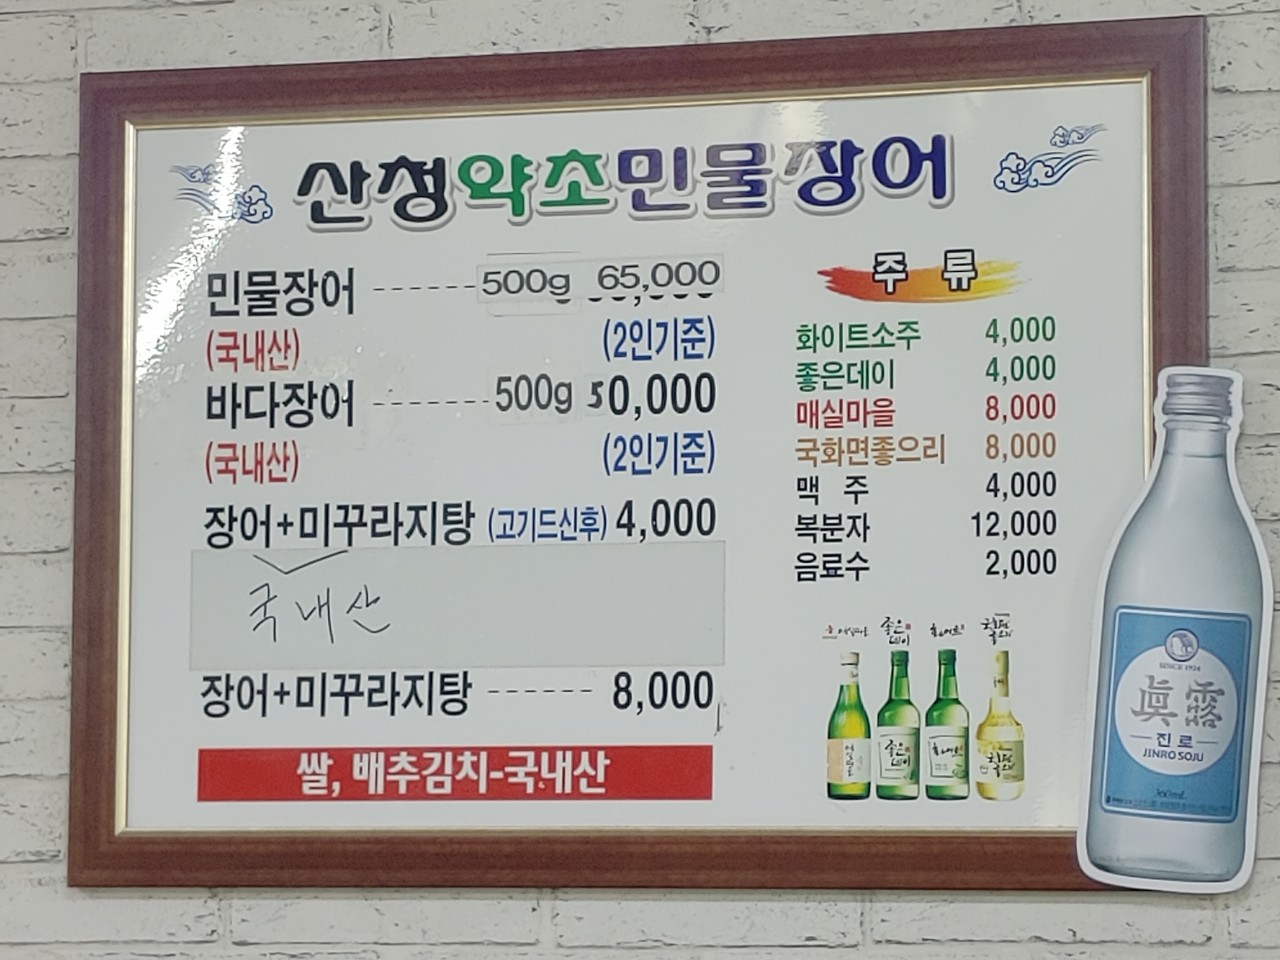 산청약초민물장어
민물장어 ------ 500g 65,000
(국내산) (2인기준)
바다장어 ------- 500g 50,000
(국내산) (2인기준)
장어+미꾸라지탕 (고기드신후) 4,000
국내산
장어+미꾸라지탕 ------ 8,000
쌀, 배추김치-국내산
주 류
화이트소주 4,000
좋은데이 4,000
매실마을 8,000
국화면좋으리 8,000
맥 주 4,000
복분자 12,000
음료수 2,000
좋은데이
좋은데이
SINCE 1924
眞露
진로
JINRO SOJU
360mL